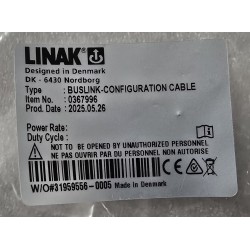 LINAK
Designed in Denmark
DK - 6430 Nordborg
Type : BUSLINK-CONFIGURATION CABLE
Item No. : 0367996
Prod. Date : 2025.05.26
Power Rate:
Duty Cycle:
NOT TO BE OPENED BY UNAUTHORIZED PERSONNEL
NE PAS OUVRIR PAR DU PERSONNEL NON AUTORISE
W/O#31959556-0005 Made in Denmark